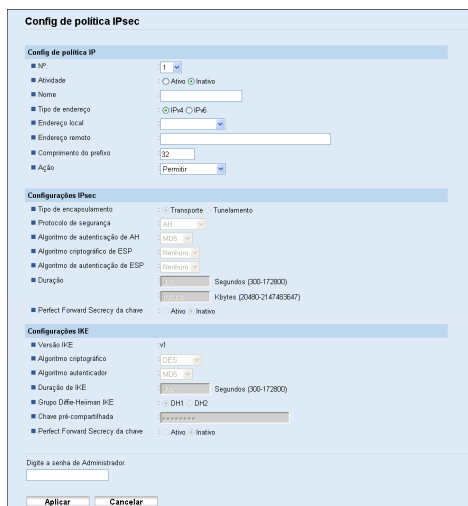 Config de política IPsec
Config de política IP
Nº : 1
Atividade : Ativo Inativo
Nome :
Tipo de endereço : IPv4 IPv6
Endereço local :
Endereço remoto :
Comprimento do prefixo : 32
Ação : Permitir
Configurações IPsec
Tipo de encapsulamento : Transporte Tunelamento
Protocolo de segurança : AH
Algoritmo de autenticação de AH : MD5
Algoritmo criptográfico de ESP : Nenhum
Algoritmo de autenticação de ESP : Nenhum
Duração : Segundos (300-172800)
: Kbytes (20480-2147483647)
Perfect Forward Secrecy da chave : Ativo Inativo
Configurações IKE
Versão IKE :v1
Algoritmo criptográfico : DES
Algoritmo autenticador : MD5
Duração de IKE : Segundos (300-172800)
Grupo Diffie-Heiiman IKE : DH1 DH2
Chave pré-compartilhada :
Perfect Forward Secrecy da chave : Ativo Inativo
Digite a senha de Administrador.
Aplicar Cancelar